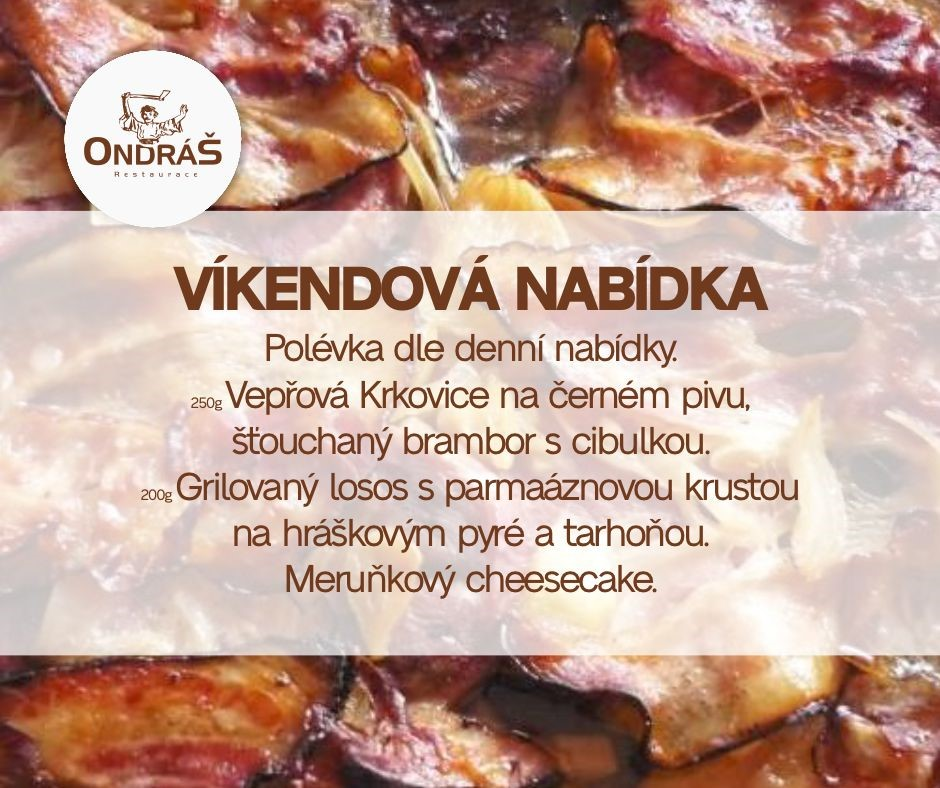 ONDRÁŠ
Restaurace
VÍKENDOVÁ NABÍDKA
Polévka dle denní nabídky.
250g Vepřová Krkovice na černém pivu,
šťouchaný brambor s cibulkou.
200g Grilovaný losos s parmaáznovou krustou
na hráškovým pyré a tarhoňou.
Meruňkový cheesecake.